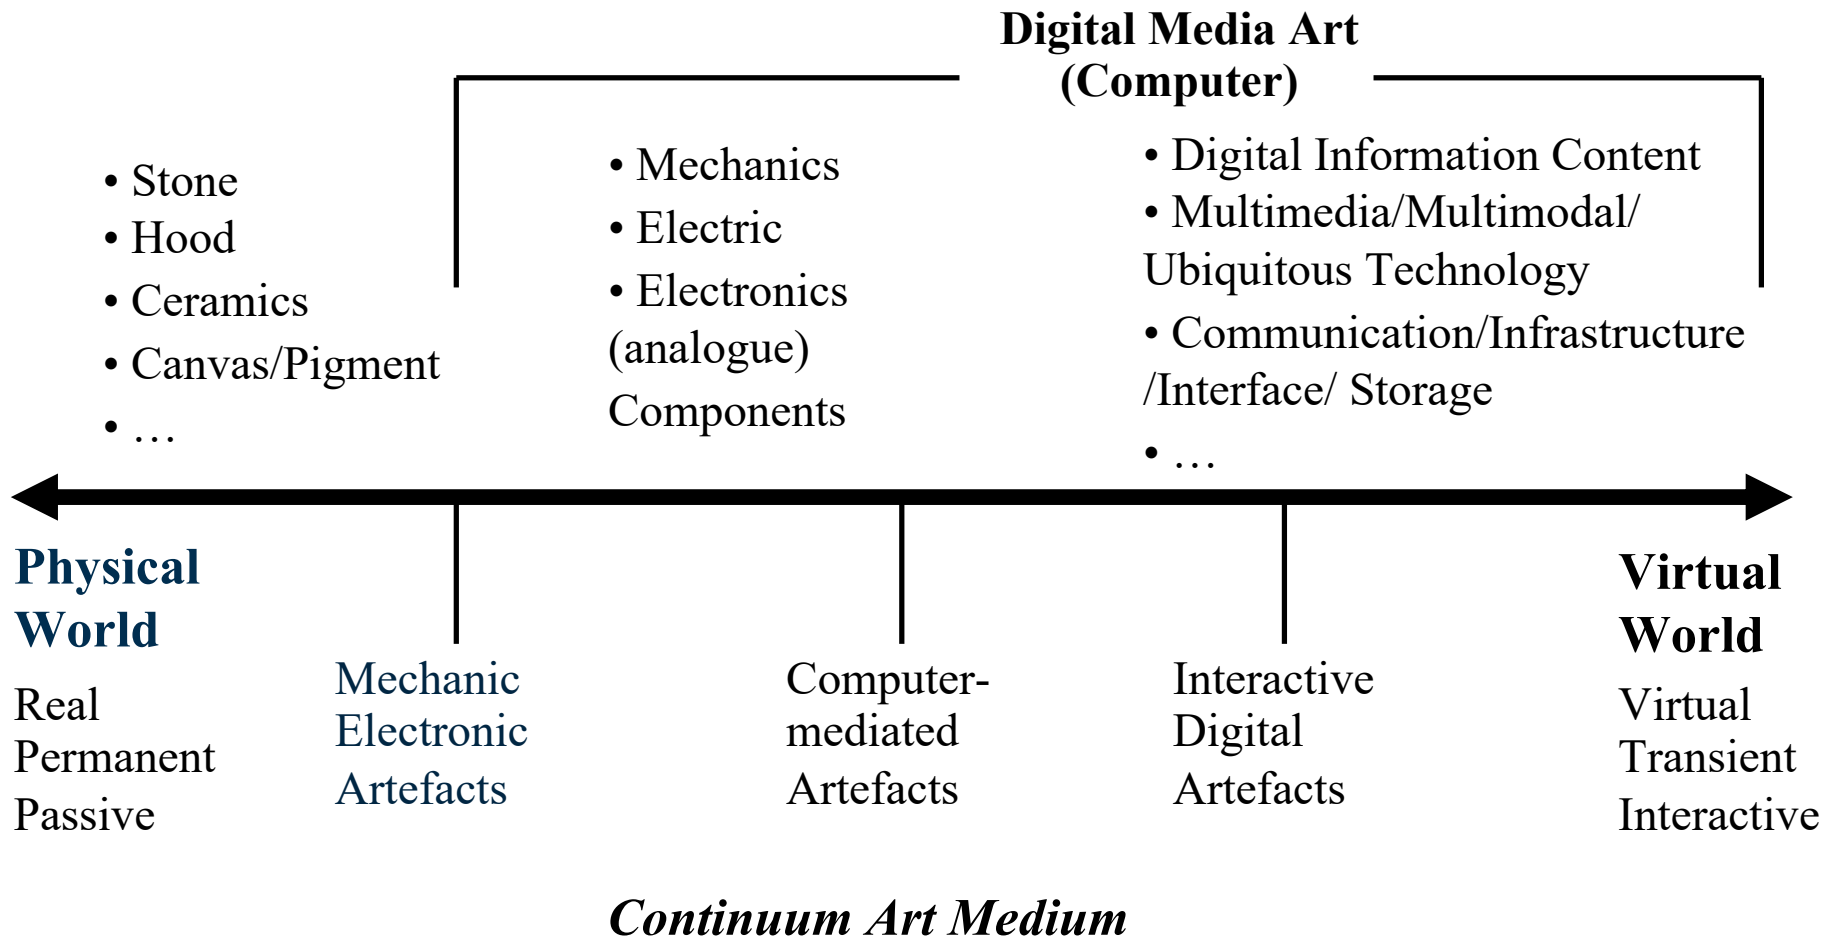 Digital Media Art
(Computer)
• Stone
• Hood
• Ceramics
• Canvas/Pigment
• …
• Mechanics
• Electric
• Electronics
(analogue)
Components
• Digital Information Content
• Multimedia/Multimodal/
Ubiquitous Technology
• Communication/Infrastructure
/Interface/ Storage
• …
Physical
World
Real
Permanent
Passive
Mechanic
Electronic
Artefacts
Computer-
mediated
Artefacts
Interactive
Digital
Artefacts
Virtual
World
Virtual
Transient
Interactive
Continuum Art Medium